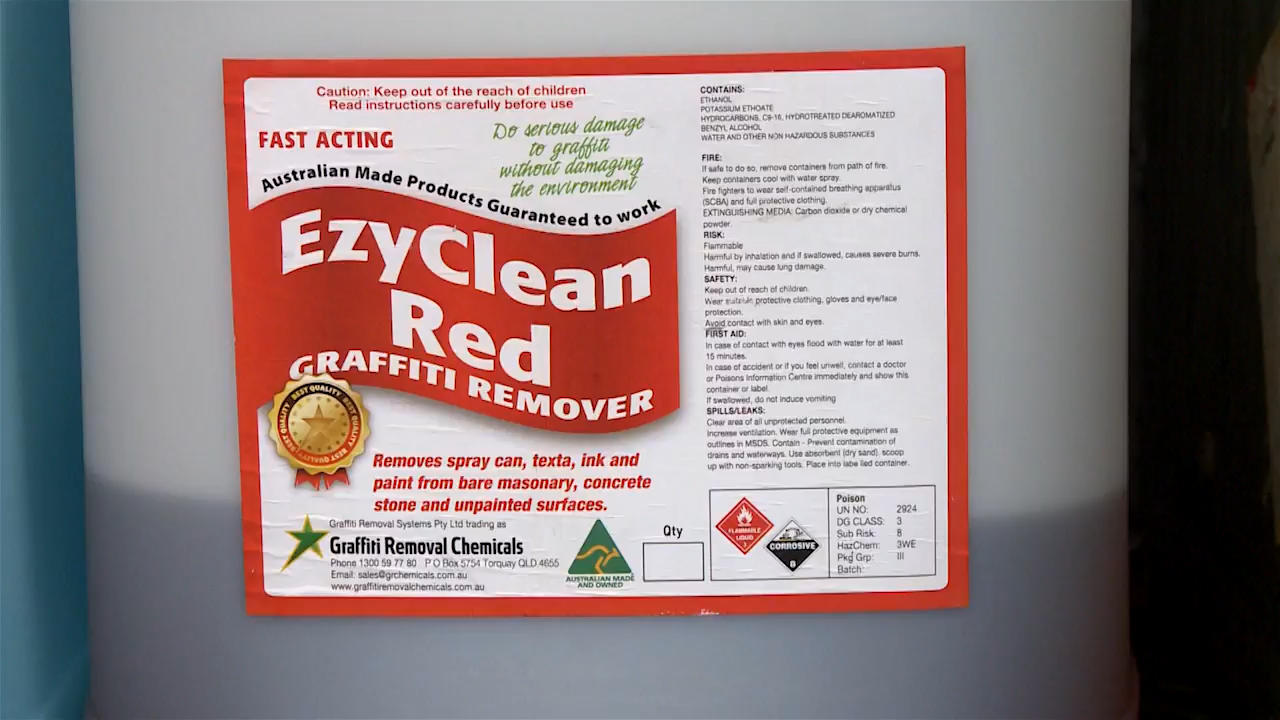 Caution: Keep out of the reach of children
Read instructions carefully before use
FAST ACTING
Do serious damage
to graffiti
without damaging
the environment
Australian Made Products Guaranteed to work
EzyClean
Red
GRAFFITI REMOVER
BEST QUALITY
BEST QUALITY
BEST QUALITY
BEST QUALITY
Removes spray can, texta, ink and
paint from bare masonary, concrete
stone and unpainted surfaces.
Graffiti Removal Systems Pty Ltd trading as
Graffiti Removal Chemicals
Phone 1300 59 77 80 P O Box 5754 Torquay QLD 4655
Email: sales@grchemicals.com.au
www.graffitiremovalchemicals.com.au
AUSTRALIAN MADE
AND OWNED
Qty
CONTAINS:
ETHANOL
POTASSIUM ETHOATE
HYDROCARBONS, C9-16, HYDROTREATED DEAROMATIZED
BENZYL ALCOHOL
WATER AND OTHER NON HAZARDOUS SUBSTANCES
FIRE:
If safe to do so, remove containers from path of fire.
Keep containers cool with water spray.
Fire fighters to wear self-contained breathing apparatus
(SCBA) and full protective clothing.
EXTINGUISHING MEDIA: Carbon dioxide or dry chemical
powder.
RISK:
Flammable
Harmful by inhalation and if swallowed, causes severe burns.
Harmful, may cause lung damage.
SAFETY:
Keep out of reach of children.
Wear suitable protective clothing, gloves and eye/face
protection.
Avoid contact with skin and eyes.
FIRST AID:
In case of contact with eyes flood with water for at least
15 minutes.
In case of accident or if you feel unwell, contact a doctor
or Poisons Information Centre immediately and show this
container or label
If swallowed, do not induce vomiting
SPILLS/LEAKS:
Clear area of all unprotected personnel.
Increase ventilation. Wear full protective equipment as
outlines in MSDS. Contain - Prevent contamination of
drains and waterways. Use absorbent (dry sand). scoop
up with non-sparking tools. Place into labe lled container.
FLAMMABLE
LIQUID
3
CORROSIVE
8
Poison
UN NO: 2924
DG CLASS: 3
Sub Risk: 8
HazChem: 3WE
Pkg Grp: III
Batch: